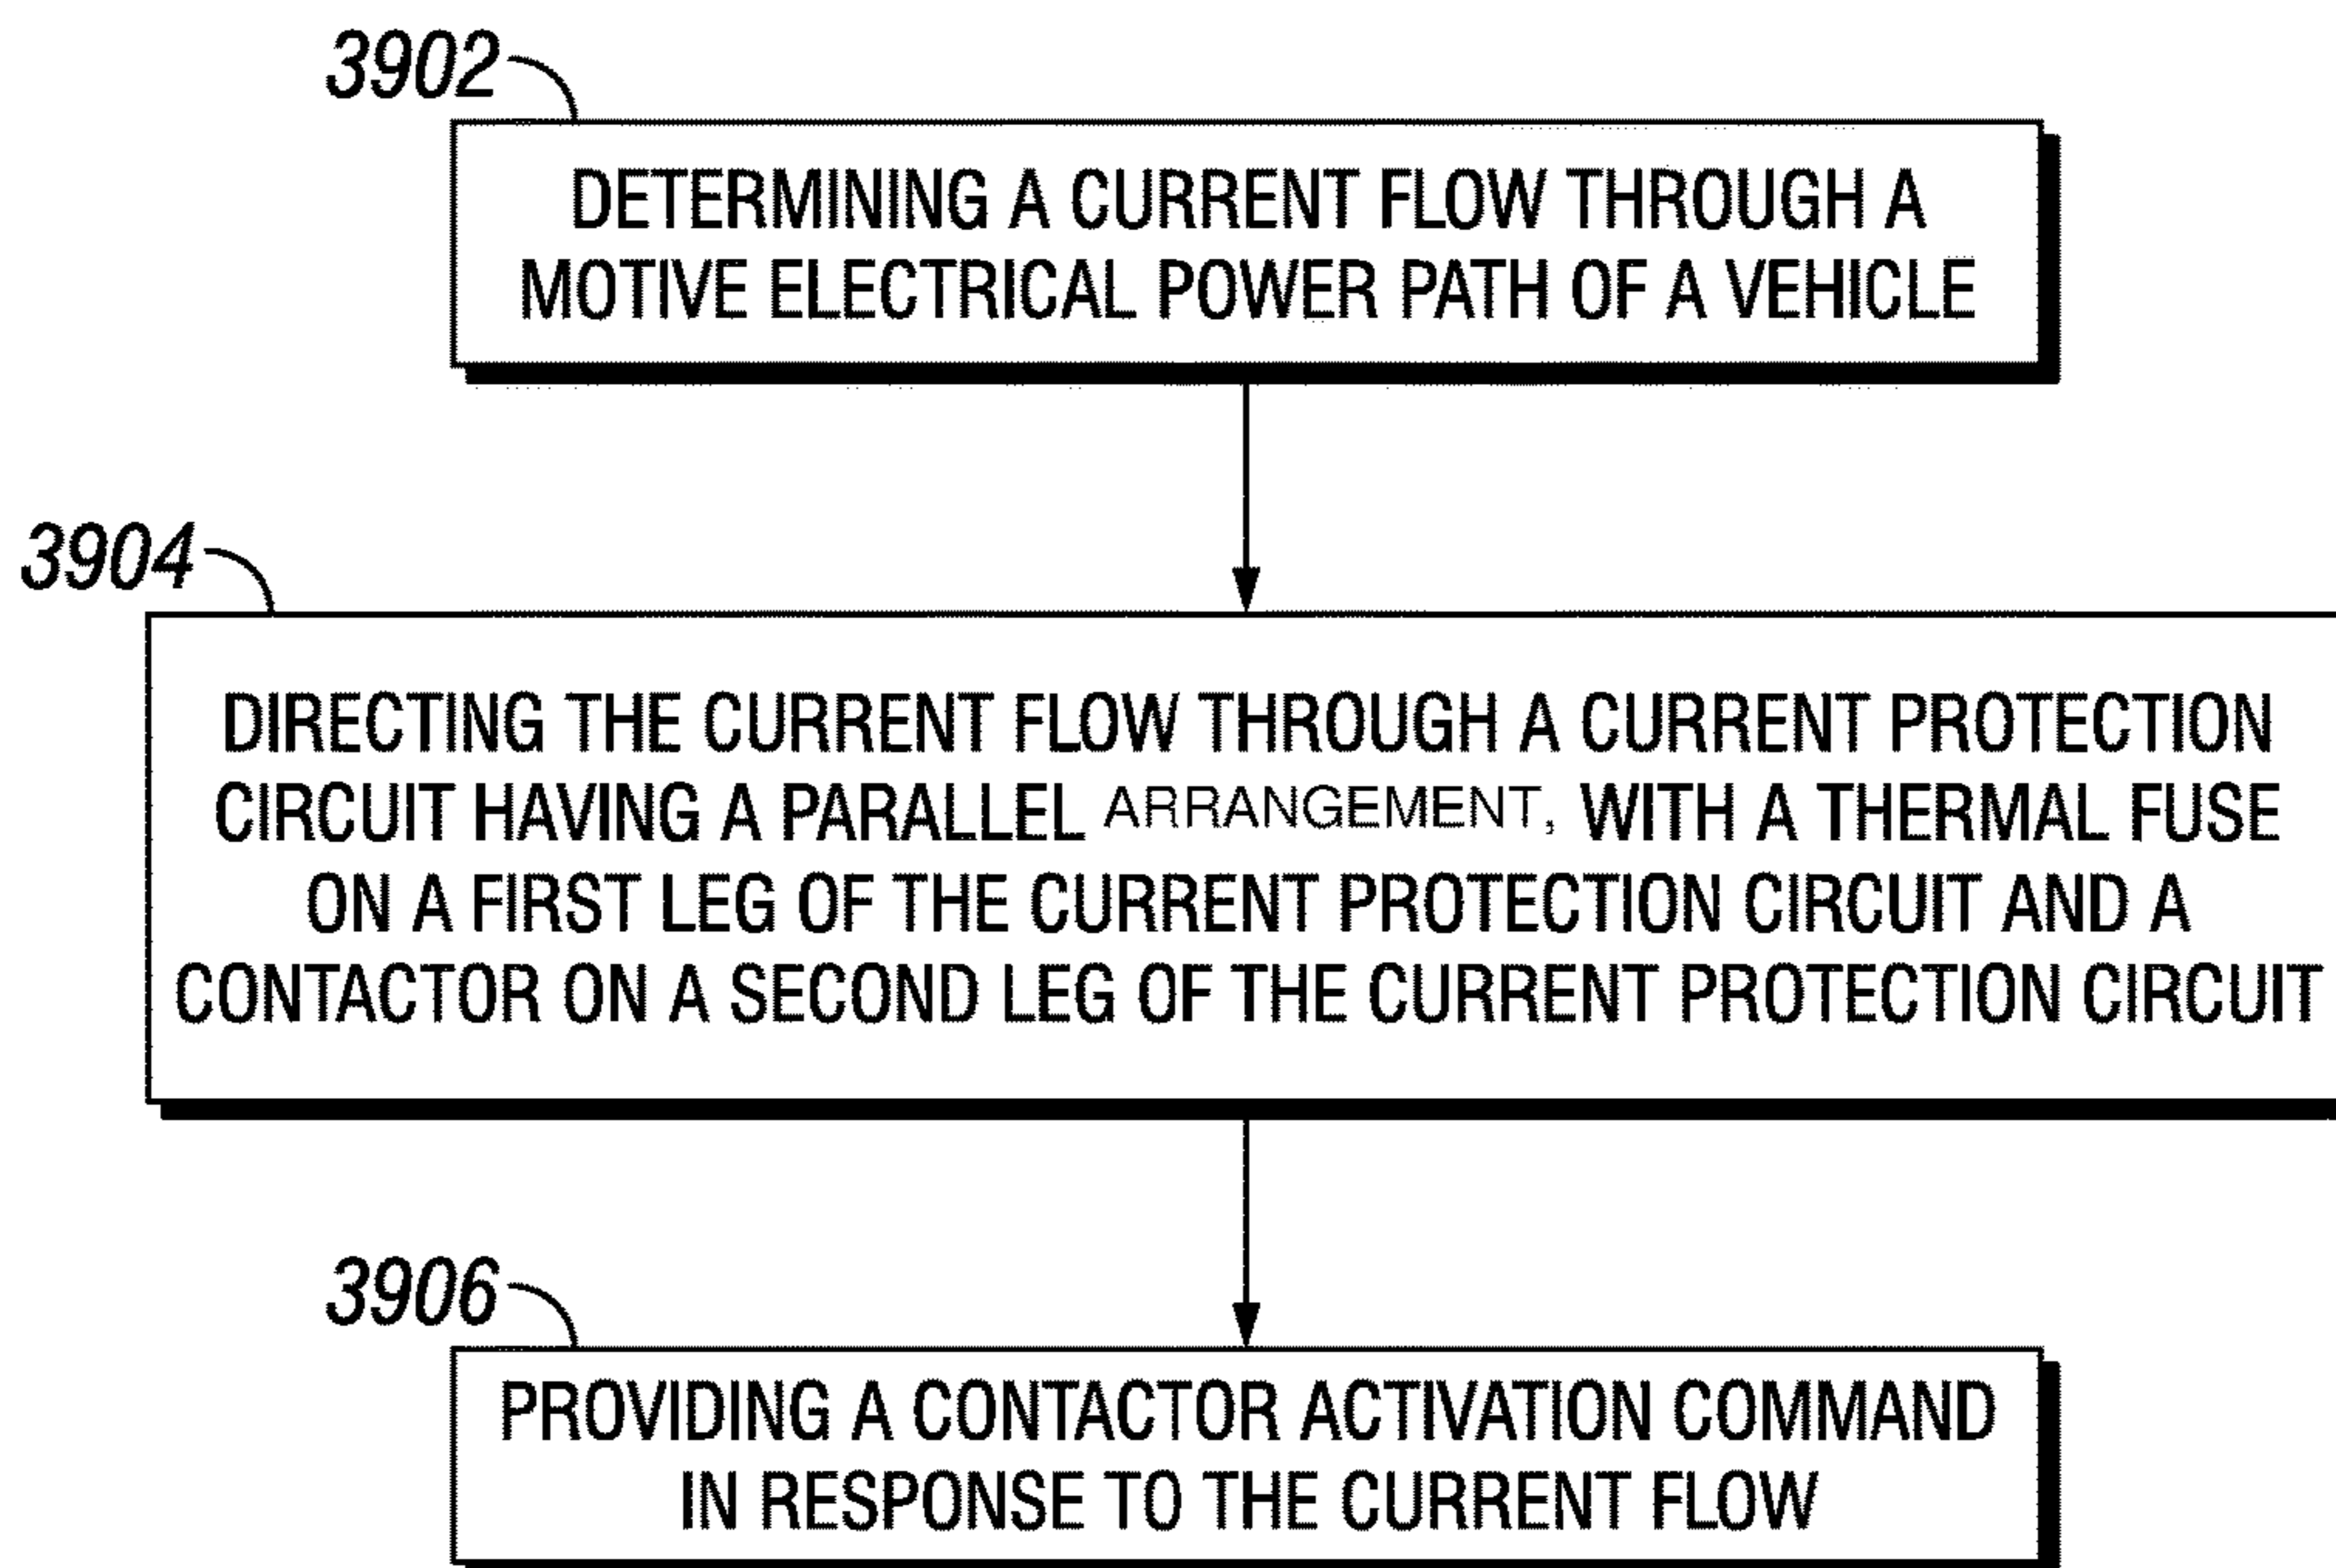 3902
DETERMINING A CURRENT FLOW THROUGH A
MOTIVE ELECTRICAL POWER PATH OF A VEHICLE
3904
DIRECTING THE CURRENT FLOW THROUGH A CURRENT PROTECTION
CIRCUIT HAVING A PARALLEL ARRANGEMENT, WITH A THERMAL FUSE
ON A FIRST LEG OF THE CURRENT PROTECTION CIRCUIT AND A
CONTACTOR ON A SECOND LEG OF THE CURRENT PROTECTION CIRCUIT
3906
PROVIDING A CONTACTOR ACTIVATION COMMAND
IN RESPONSE TO THE CURRENT FLOW